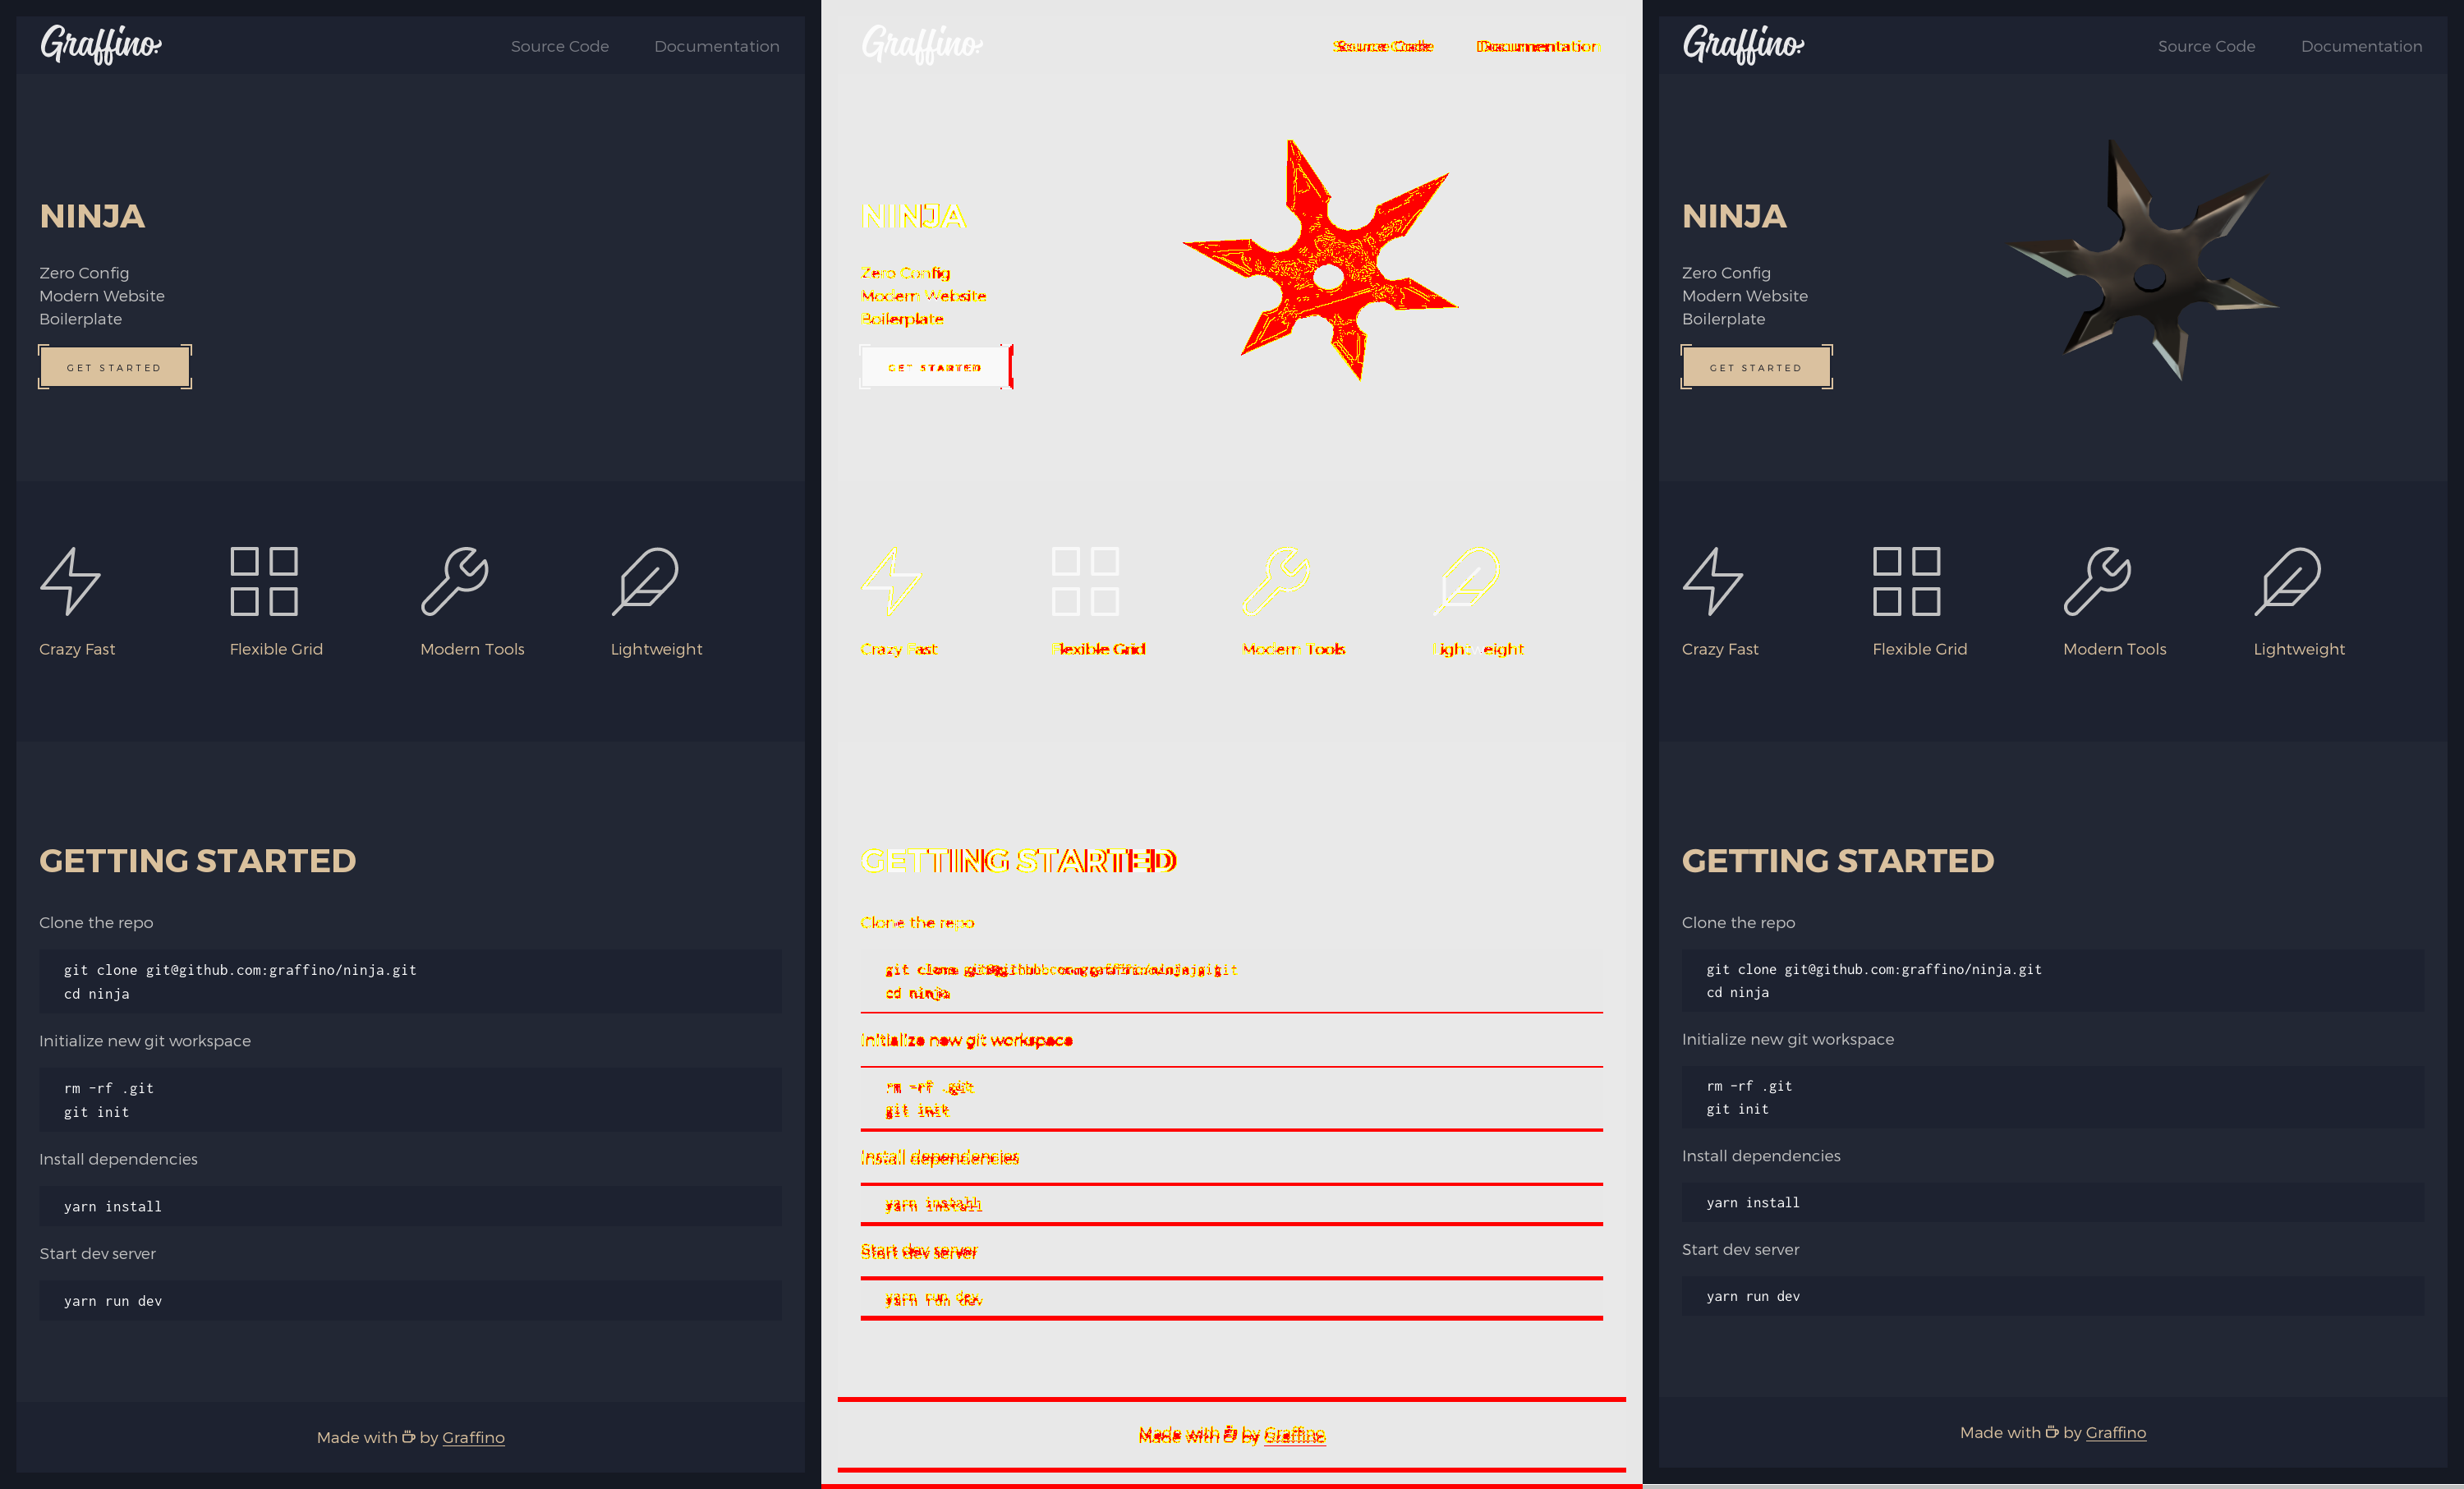 Graffino
Source Code Documentation
NINJA
Zero Config
Modern Website
Boilerplate
GET STARTED
Crazy Fast Flexible Grid Modern Tools Lightweight
GETTING STARTED
Clone the repo
git clone git@github.com:graffino/ninja.git
cd ninja
Initialize new git workspace
rm -rf .git
git init
Install dependencies
yarn install
Start dev server
yarn run dev
Made with by Graffino
Graffino
Source Code Documentation
NINJA
Zero Config
Modern Website
Boilerplate
GET STARTED
Crazy Fast Flexible Grid Modern Tools Lightweight
GETTING STARTED
Clone the repo
git clone git@github.com:graffino/ninja.git
cd ninja
Initialize new git workspace
rm -rf .git
git init
Install dependencies
yarn install
Start dev server
yarn run dev
Made with by Graffino
Graffino
Source Code Documentation
NINJA
Zero Config
Modern Website
Boilerplate
GET STARTED
Crazy Fast Flexible Grid Modern Tools Lightweight
GETTING STARTED
Clone the repo
git clone git@github.com:graffino/ninja.git
cd ninja
Initialize new git workspace
rm -rf .git
git init
Install dependencies
yarn install
Start dev server
yarn run dev
Made with by Graffino